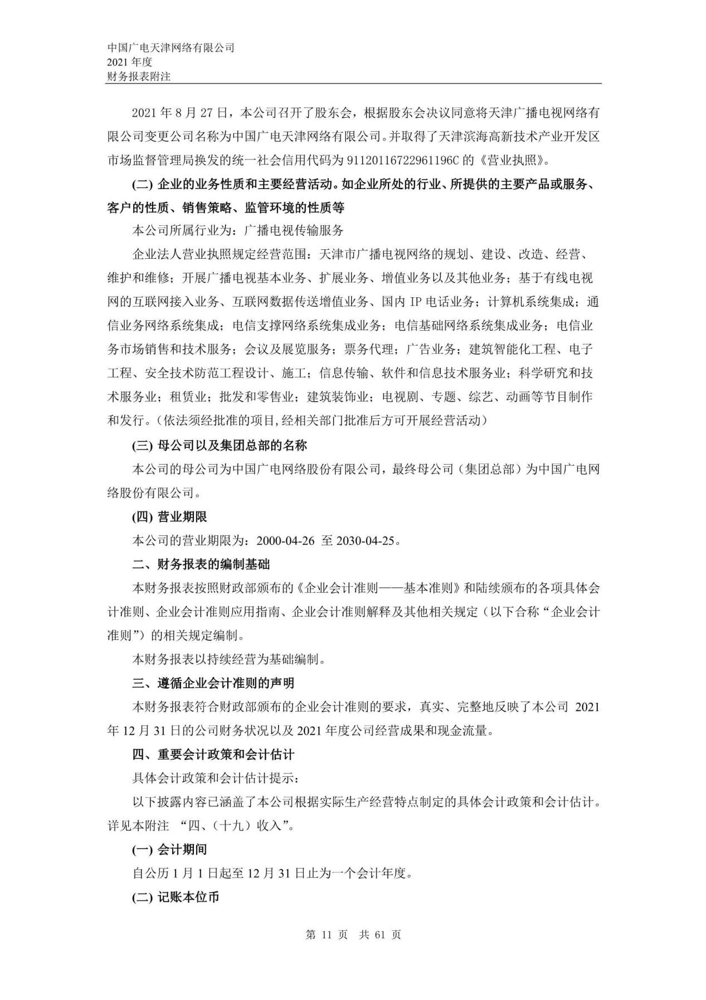 中国广电天津网络有限公司
2021 年度
财务报表附注
2021 年 8 月 27 日，本公司召开了股东会，根据股东会决议同意将天津广播电视网络有
限公司变更公司名称为中国广电天津网络有限公司。并取得了天津滨海高新技术产业开发区
市场监督管理局换发的统一社会信用代码为 91120116722961196C 的《营业执照》。
(二) 企业的业务性质和主要经营活动。如企业所处的行业、所提供的主要产品或服务、
客户的性质、销售策略、监管环境的性质等
本公司所属行业为：广播电视传输服务
企业法人营业执照规定经营范围：天津市广播电视网络的规划、建设、改造、经营、
维护和维修；开展广播电视基本业务、扩展业务、增值业务以及其他业务；基于有线电视
网的互联网接入业务、互联网数据传送增值业务、国内 IP 电话业务；计算机系统集成；通
信业务网络系统集成；电信支撑网络系统集成业务；电信基础网络系统集成业务；电信业
务市场销售和技术服务；会议及展览服务；票务代理；广告业务；建筑智能化工程、电子
工程、安全技术防范工程设计、施工；信息传输、软件和信息技术服务业；科学研究和技
术服务业；租赁业；批发和零售业；建筑装饰业；电视剧、专题、综艺、动画等节目制作
和发行。（依法须经批准的项目,经相关部门批准后方可开展经营活动）
(三) 母公司以及集团总部的名称
本公司的母公司为中国广电网络股份有限公司，最终母公司（集团总部）为中国广电网
络股份有限公司。
(四) 营业期限
本公司的营业期限为：2000-04-26 至 2030-04-25。
二、财务报表的编制基础
本财务报表按照财政部颁布的《企业会计准则——基本准则》和陆续颁布的各项具体会
计准则、企业会计准则应用指南、企业会计准则解释及其他相关规定（以下合称“企业会计
准则”）的相关规定编制。
本财务报表以持续经营为基础编制。
三、遵循企业会计准则的声明
本财务报表符合财政部颁布的企业会计准则的要求，真实、完整地反映了本公司 2021
年 12 月 31 日的公司财务状况以及 2021 年度公司经营成果和现金流量。
四、重要会计政策和会计估计
具体会计政策和会计估计提示：
以下披露内容已涵盖了本公司根据实际生产经营特点制定的具体会计政策和会计估计。
详见本附注 “四、（十九）收入”。
(一) 会计期间
自公历 1 月 1 日起至 12 月 31 日止为一个会计年度。
(二) 记账本位币
第 11 页 共 61 页